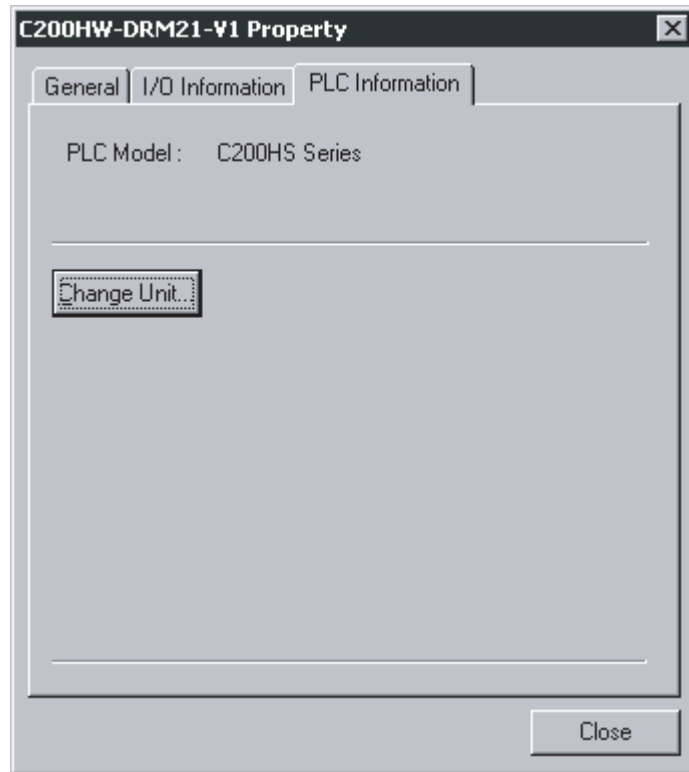 C200HW-DRM21-V1 Property
General I/O Information PLC Information
PLC Model : C200HS Series
Change Unit...
Close